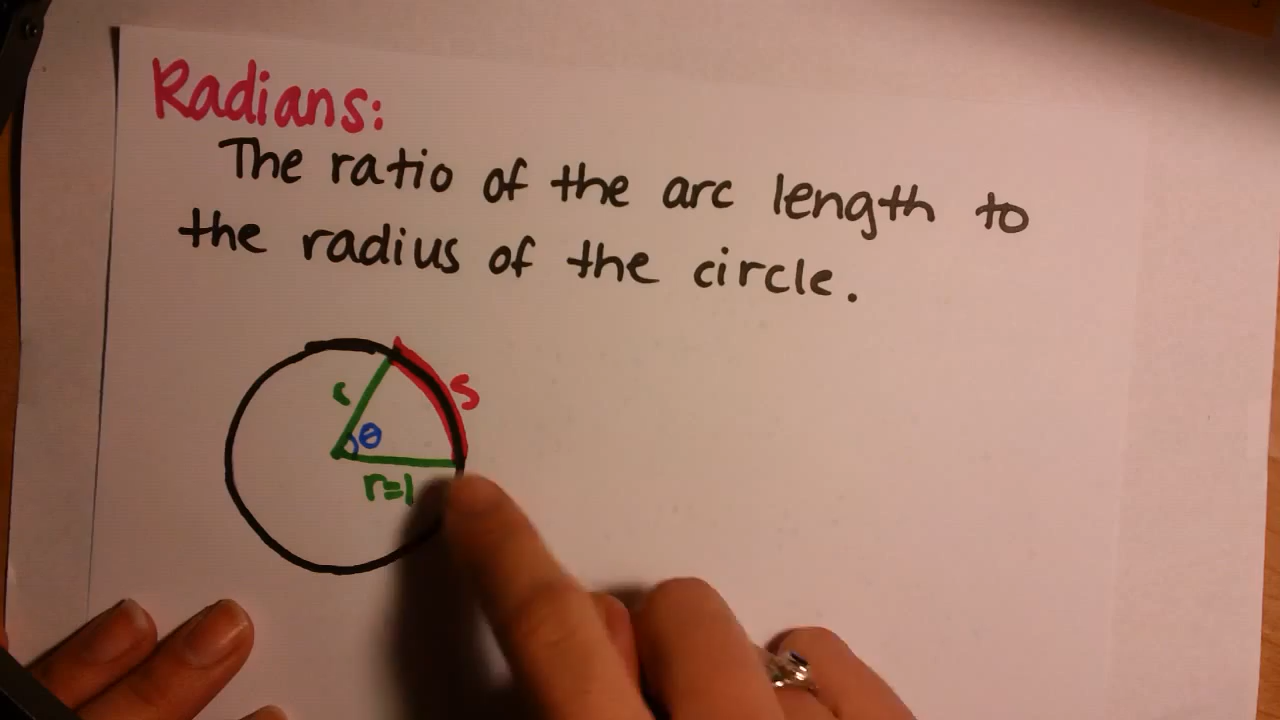 Radians:
The ratio of the arc length to
the radius of the circle.
r
S
θ
r=1